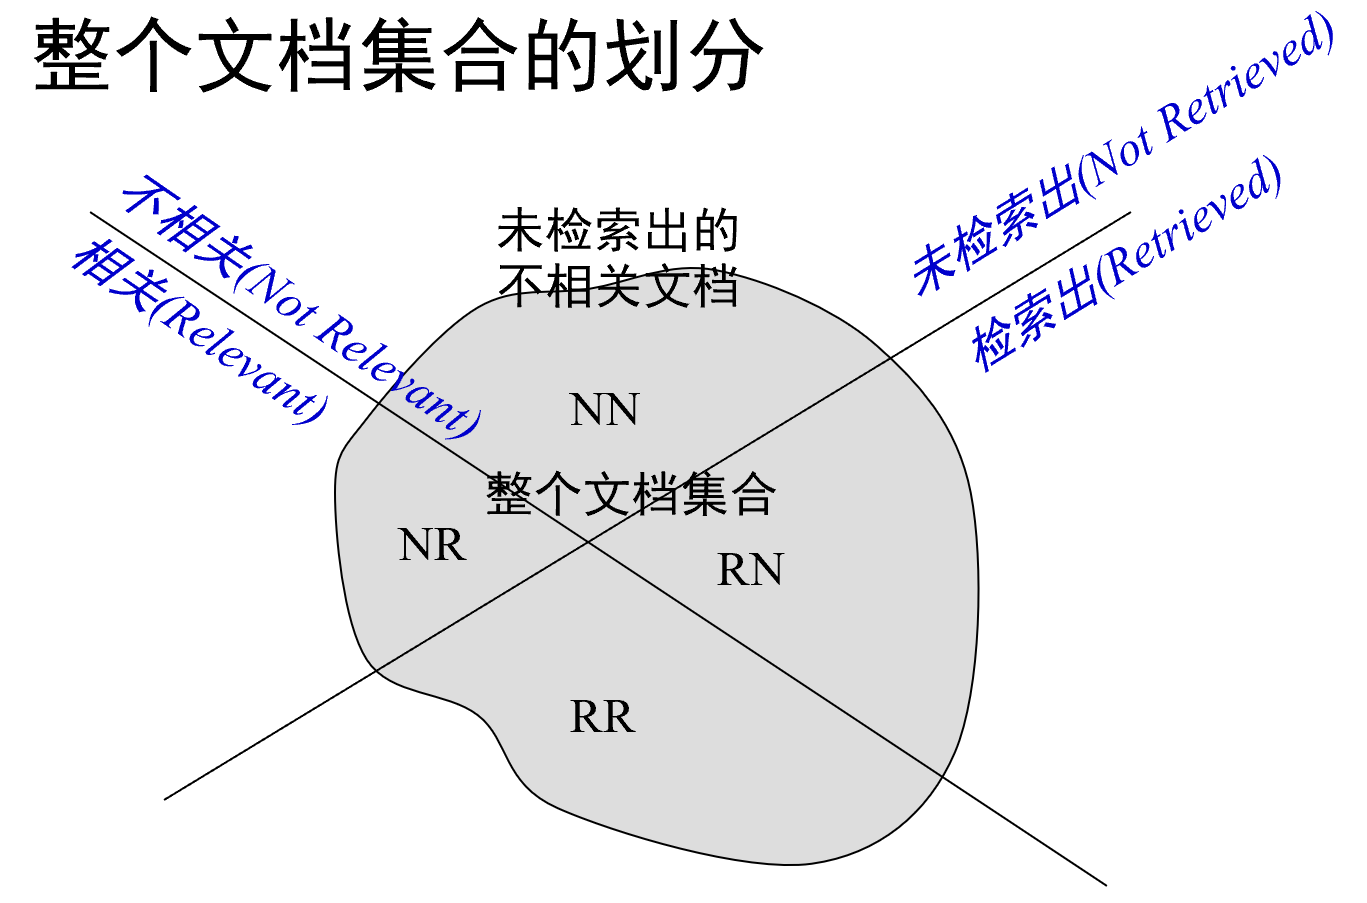 整个文档集合的划分
不相关(Not Relevant)
相关(Relevant)
未检索出的
不相关文档
未检索出(Not Retrieved)
检索出(Retrieved)
NN
整个文档集合
NR
RN
RR